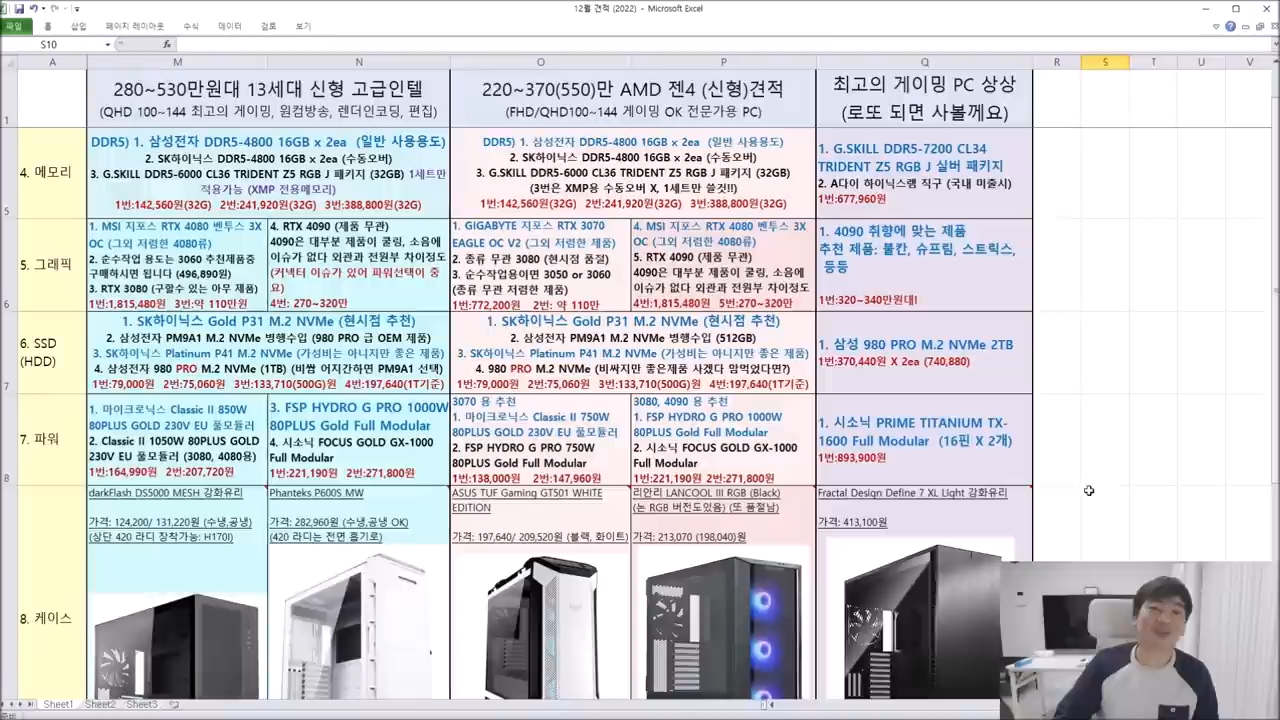 12월 견적 (2022) - Microsoft Excel
파일 홈 삽입 페이지 레이아웃 수식 데이터 검토 보기
S10 fx
A M N O P Q R S T U V
1
280~530만원대 13세대 신형 고급인텔
(QHD 100~144 최고의 게이밍, 원컴방송, 렌더인코딩, 편집)
220~370(550)만 AMD 젠4 (신형)견적
(FHD/QHD100~144 게이밍 OK 전문가용 PC)
최고의 게이밍 PC 상상
(로또 되면 사볼께요)
4. 메모리
5
DDR5) 1. 삼성전자 DDR5-4800 16GB x 2ea (일반 사용용도)
2. SK하이닉스 DDR5-4800 16GB x 2ea (수동오버)
3. G.SKILL DDR5-6000 CL36 TRIDENT Z5 RGB J 패키지 (32GB) 1세트만
적용가능 (XMP 전용메모리)
1번:142,560원(32G) 2번:241,920원(32G) 3번:388,800원(32G)
DDR5) 1. 삼성전자 DDR5-4800 16GB x 2ea (일반 사용용도)
2. SK하이닉스 DDR5-4800 16GB x 2ea (수동오버)
3. G.SKILL DDR5-6000 CL36 TRIDENT Z5 RGB J 패키지 (32GB)
(3번은 XMP용 수동오버 X, 1세트만 쓸것!!)
1번:142,560원(32G) 2번:241,920원(32G) 3번:388,800원(32G)
1. G.SKILL DDR5-7200 CL34
TRIDENT Z5 RGB J 실버 패키지
2. A다이 하이닉스램 직구 (국내 미출시)
1번:677,960원
5. 그래픽
6
1. MSI 지포스 RTX 4080 벤투스 3X
OC (그외 저렴한 4080류)
2. 순수작업 용도는 3060 추천제품중
구매하시면 됩니다 (496,890원)
3. RTX 3080 (구할수 있는 아무 제품)
1번:1,815,480원 3번:약 110만원
4. RTX 4090 (제품 무관)
4090은 대부분 제품이 쿨링, 소음에
이슈가 없다 외관과 전원부 차이정도
(커넥터 이슈가 있어 파워선택이 중
요)
4번: 270~320만
1. GIGABYTE 지포스 RTX 3070
EAGLE OC V2 (그외 저렴한 제품)
2. 종류 무관 3080 (현시점 품절)
3. 순수작업용이면 3050 or 3060
(종류 무관 저렴한 제품)
1번:772,200원 2번: 약 110만
4. MSI 지포스 RTX 4080 벤투스 3X
OC (그외 저렴한 4080류)
5. RTX 4090 (제품 무관)
4090은 대부분 제품이 쿨링, 소음에
이슈가 없다 외관과 전원부 차이정도
4번:1,815,480원 5번:270~320만
1. 4090 취향에 맞는 제품
추천 제품: 불칸, 슈프림, 스트릭스,
등등
1번:320~340만원대!
6. SSD
(HDD)
7
1. SK하이닉스 Gold P31 M.2 NVMe (현시점 추천)
2. 삼성전자 PM9A1 M.2 NVMe 병행수입 (980 PRO 급 OEM 제품)
3. SK하이닉스 Platinum P41 M.2 NVMe (가성비는 아니지만 좋은 제품)
4. 삼성전자 980 PRO M.2 NVMe (1TB) (비쌈 어지간하면 PM9A1 선택)
1번:79,000원 2번:75,060원 3번:133,710(500G)원 4번:197,640(1T기준)
1. SK하이닉스 Gold P31 M.2 NVMe (현시점 추천)
2. 삼성전자 PM9A1 M.2 NVMe 병행수입 (512GB)
3. SK하이닉스 Platinum P41 M.2 NVMe (가성비는 아니지만 좋은 제품)
4. 980 PRO M.2 NVMe (비싸지만 좋은제품 사겠다 맘먹었다면?)
1번:79,000원 2번:75,060원 3번:133,710(500G)원 4번:197,640(1T기준)
1. 삼성 980 PRO M.2 NVMe 2TB
1번:370,440원 X 2ea (740,880)
7. 파워
8
1. 마이크로닉스 Classic II 850W
80PLUS GOLD 230V EU 풀모듈러
2. Classic II 1050W 80PLUS GOLD
230V EU 풀모듈러 (3080, 4080용)
1번:164,990원 2번:207,720원
3. FSP HYDRO G PRO 1000W
80PLUS Gold Full Modular
4. 시소닉 FOCUS GOLD GX-1000
Full Modular
1번:221,190원 2번:271,800원
3070 용 추천
1. 마이크로닉스 Classic II 750W
80PLUS GOLD 230V EU 풀모듈러
2. FSP HYDRO G PRO 750W
80PLUS Gold Full Modular
1번:138,000원 2번:147,960원
3080, 4090 용 추천
1. FSP HYDRO G PRO 1000W
80PLUS Gold Full Modular
2. 시소닉 FOCUS GOLD GX-1000
Full Modular
1번:221,190원 2번:271,800원
1. 시소닉 PRIME TITANIUM TX-
1600 Full Modular (16핀 X 2개)
1번:893,900원
8. 케이스
darkFlash DS5000 MESH 강화유리
가격: 124,200/ 131,220원 (수냉,공냉)
(상단 420 라디 장착가능: H170I)
Phanteks P600S MW
가격: 282,960원 (수냉,공냉 OK)
(420 라디는 전면 흡기로)
ASUS TUF Gaming GT501 WHITE
EDITION
가격: 197,640/ 209,520원 (블랙, 화이트)
리안리 LANCOOL III RGB (Black)
(논 RGB 버전도있음) (또 품절남)
가격: 213,070 (198,040)원
Fractal Design Define 7 XL Light 강화유리
가격: 413,100원
Sheet1 Sheet2 Sheet3
준비